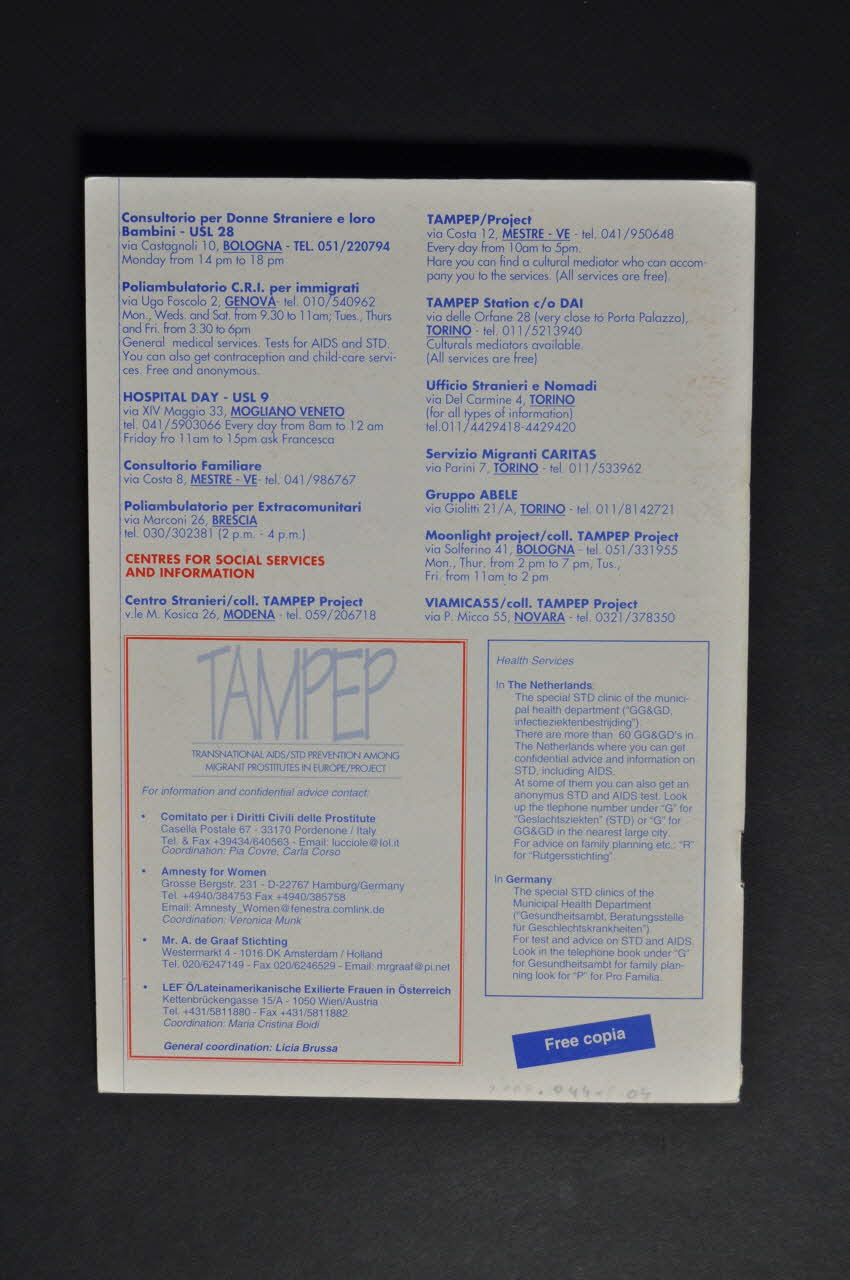 Consultorio per Donne Straniere e loro
Bambini - USL 28
via Castagnoli 10, BOLOGNA - TEL. 051/220794
Monday from 14 pm to 18 pm
Poliambulatorio C.R.I. per immigrati
via Ugo Foscolo 2, GENOVA- tel. 010/540962
Mon., Weds. and Sat. from 9.30 to 11am; Tues., Thurs
and Fri. from 3.30 to 6pm
General medical services. Tests for AIDS and STD.
You can also get contraception and child-care servi-
ces. Free and anonymous.
HOSPITAL DAY - USL 9
via XIV Maggio 33, MOGLIANO VENETO
tel. 041/5903066 Every day from 8am to 12 am
Friday fro 11am to 15pm ask Francesca
Consultorio Familiare
via Costa 8, MESTRE - VE- tel. 041/986767
Poliambulatorio per Extracomunitari
via Marconi 26, BRESCIA
tel. 030/302381 (2 p.m. - 4 p.m.)
CENTRES FOR SOCIAL SERVICES
AND INFORMATION
Centro Stranieri/coll. TAMPEP Project
v.le M. Kosica 26, MODENA - tel. 059/206718
TAMPEP/Project
via Costa 12, MESTRE - VE - tel. 041/950648
Every day from 10am to 5pm.
Hare you can find a cultural mediator who can accom-
pany you to the services. (All services are free).
TAMPEP Station c/o DAI
via delle Orfane 28 (very close to Porta Palazzo),
TORINO - tel. 011/5213940
Culturals mediators available.
(All services are free)
Ufficio Stranieri e Nomadi
via Del Carmine 4, TORINO
(for all types of information)
tel.011/4429418-4429420
Servizio Migranti CARITAS
via Parini 7, TORINO - tel. 011/533962
Gruppo ABELE
via Giolitti 21/A, TORINO - tel. 011/8142721
Moonlight project/coll. TAMPEP Project
via Solferino 41, BOLOGNA - tel. 051/331955
Mon., Thur. from 2 pm to 7 pm, Tus.,
Fri. from 11am to 2 pm
VIAMICA55/coll. TAMPEP Project
via P. Micca 55, NOVARA - tel. 0321/378350
TAMPEP
TRANSNATIONAL AIDS/STD PREVENTION AMONG
MIGRANT PROSTITUTES IN EUROPE/PROJECT
For information and confidential advice contact:
• Comitato per i Diritti Civili delle Prostitute
Casella Postale 67 - 33170 Pordenone / Italy
Tel. & Fax +39434/640563 - Email: lucciole@lol.it
Coordination: Pia Covre, Carla Corso
• Amnesty for Women
Grosse Bergstr. 231 - D-22767 Hamburg/Germany
Tel. +4940/384753 Fax +4940/385758
Email: Amnesty_Women@fenestra.comlink.de
Coordination: Veronica Munk
• Mr. A. de Graaf Stichting
Westermarkt 4 - 1016 DK Amsterdam / Holland
Tel. 020/6247149 - Fax 020/6246529 - Email: mrgraaf@pi.net
• LEF Ö/Lateinamerikanische Exilierte Frauen in Österreich
Kettenbrückengasse 15/A - 1050 Wien/Austria
Tel. +431/5811880 - Fax +431/5811882
Coordination: Maria Cristina Boidi
General coordination: Licia Brussa
Health Services
In The Netherlands:
The special STD clinic of the munici-
pal health department ("GG&GD,
infectieziektenbestrijding").
There are more than 60 GG&GD's in
The Netherlands where you can get
confidential advice and information on
STD, including AIDS.
At some of them you can also get an
anonymus STD and AIDS test. Look
up the tlephone number under "G" for
"Geslachtsziekten" (STD) or "G" for
GG&GD in the nearest large city.
For advice on family planning etc.: "R"
for "Rutgersstichting".
In Germany:
The special STD clinics of the
Municipal Health Department
("Gesundheitsambt, Beratungsstelle
für Geschlechtskrankheiten").
For test and advice on STD and AIDS.
Look in the telephone book under "G"
for Gesundheitsambt for family plan-
ning look for "P" for Pro Familia.
Free copia